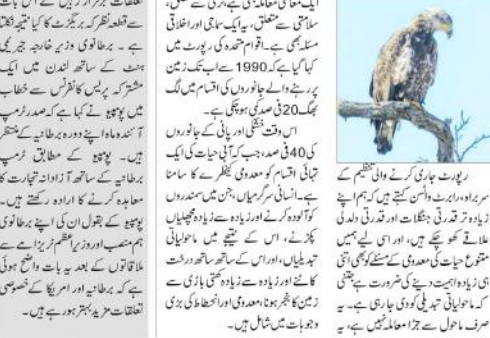 رپورٹ جاری کرنے والی تنظیم کے
سربراہ، رابرٹ واٹسن کہتے ہیں کہ ہم اپنے
زیادہ تر قدرتی جنگلات اور قدرتی دلدلی
علاقے کھو چکے ہیں، اور اسی لیے ہمیں
متنوع حیات کی معدومی کے مسئلے کو بھی اتنی
ہی زیادہ اہمیت دینے کی ضرورت ہے جتنی
کہ ماحولیاتی تبدیلی کو دی جا رہی ہے۔ یہ
صرف ماحول سے جڑا معاملہ نہیں ہے، یہ
ایک معاشی معاملہ بھی ہے،
سلامتی سے متعلق، یہ ایک سماجی اور اخلاقی
مسئلہ بھی ہے۔ اقوام متحدہ کی رپورٹ میں
کہا گیا ہے کہ 1990 سے اب تک زمین
پر رہنے والے جانوروں کی اقسام میں لگ
بھگ 20 فی صد کمی ہو چکی ہے۔
اس وقت خشکی اور پانی کے جانوروں
کی 40 فی صد، جب کہ آبی حیات کی ایک
تہائی اقسام کو معدومی کے خطرے کا سامنا
ہے۔ انسانی سرگرمیاں، جن میں سمندروں
کو آلودہ کرنے اور زیادہ سے زیادہ مچھلیاں
پکڑنے، اس کے نتیجے میں ماحولیاتی
تبدیلیاں، اور اس کے ساتھ ساتھ درخت
کاٹنے اور زیادہ سے زیادہ کھیتی باڑی سے
زمین کا بنجر ہونا، معدومی اور انحطاط کی بڑی
وجوہات میں شامل ہیں۔
تعلقات برقرار رہیں گے اس بات
سے قطع نظر کہ بریگزٹ کا کیا نتیجہ نکلتا
ہے ۔ برطانوی وزیر خارجہ جیریمی
ہنٹ کے ساتھ لندن میں ایک
مشترکہ پریس کانفرنس سے خطاب
میں پومپیو نے کہا ہے کہ صدر ٹرمپ
آئندہ ماہ اپنے دورہ برطانیہ کے منتظر
ہیں۔ پومپیو کے مطابق ٹرمپ
برطانیہ کے ساتھ آزادانہ تجارت کا
معاہدہ کرنے کا ارادہ رکھتے ہیں۔
پومپیو کے بقول ان کی اپنے برطانوی
ہم منصب اور وزیراعظم ٹریزا مے سے
ملاقاتوں کے بعد یہ بات واضح ہوئی
ہے کہ برطانیہ اور امریکا کے خصوصی
تعلقات مزید بہتر ہو رہے ہیں۔